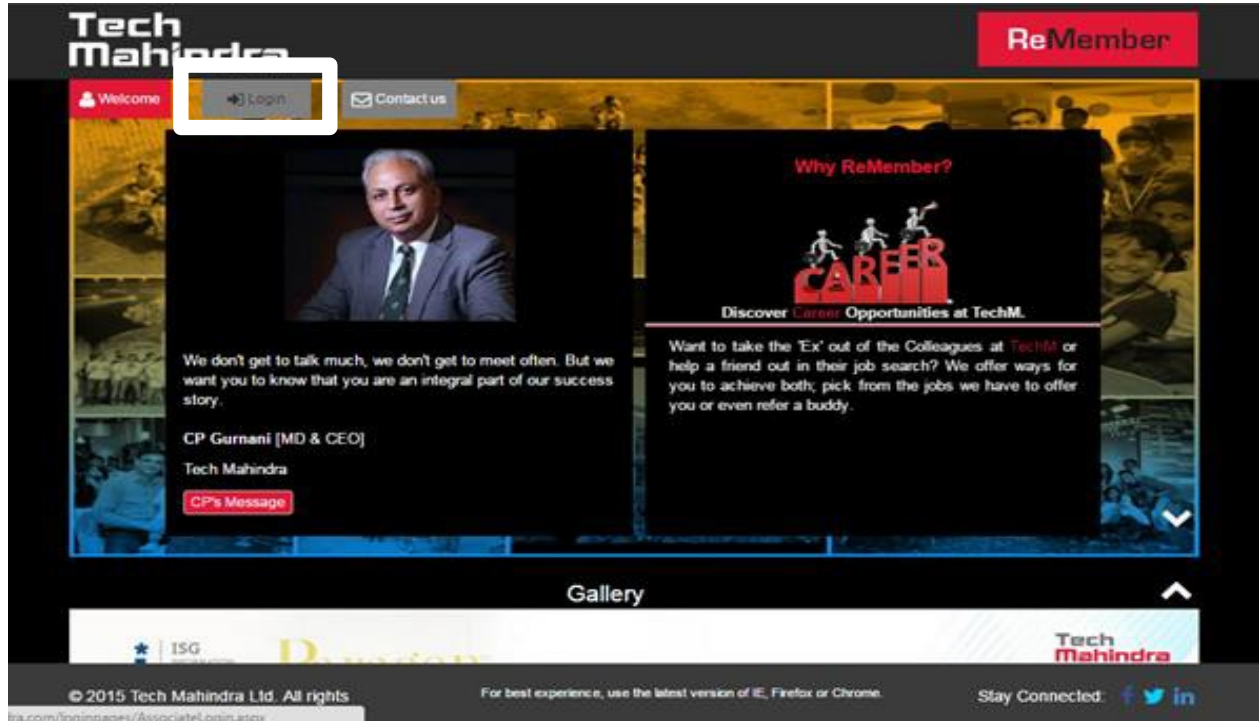 Tech
Mahindra
ReMember
Welcome
Login
Contact us
We don't get to talk much, we don't get to meet often. But we
want you to know that you are an integral part of our success
story.
CP Gurnani [MD & CEO]
Tech Mahindra
CP's Message
Why ReMember?
CAREER
Discover Career Opportunities at TechM.
Want to take the 'Ex' out of the Colleagues at TechM or
help a friend out in their job search? We offer ways for
you to achieve both; pick from the jobs we have to offer
you or even refer a buddy.
Gallery
ISG
Tech
Mahindra
© 2015 Tech Mahindra Ltd. All rights
For best experience, use the latest version of IE, Firefox or Chrome.
Stay Connected:
f
in